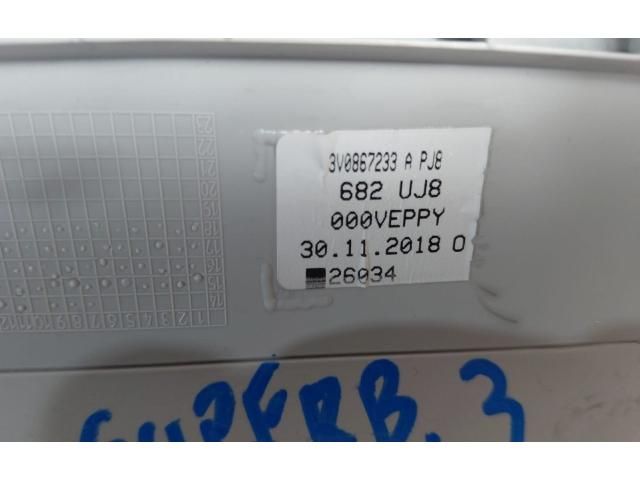 3V0867233 A PJ8
682 UJ8
000VEPPY
30.11.2018 0
26034
SUPERB. 3